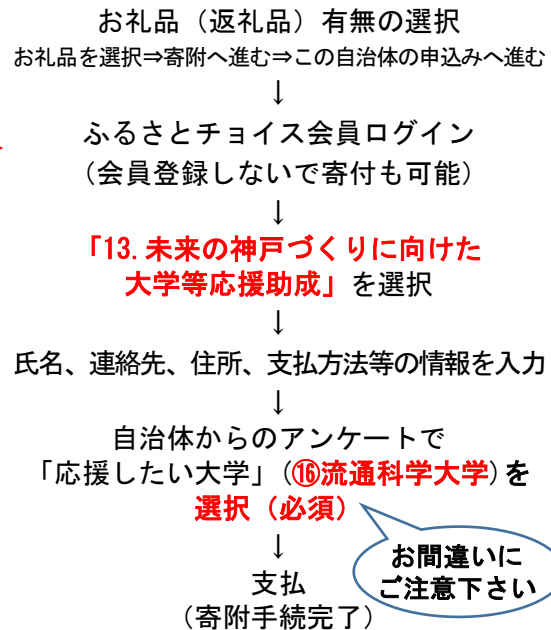 お礼品（返礼品）有無の選択
お礼品を選択⇒寄附へ進む⇒この自治体の申込みへ進む
↓
ふるさとチョイス会員ログイン
（会員登録しないで寄付も可能）
↓
「13.未来の神戸づくりに向けた
大学等応援助成」を選択
↓
氏名、連絡先、住所、支払方法等の情報を入力
↓
自治体からのアンケートで
「応援したい大学」（⑯流通科学大学）を
選択（必須）
↓
お間違いに
ご注意下さい
支払
（寄附手続完了）